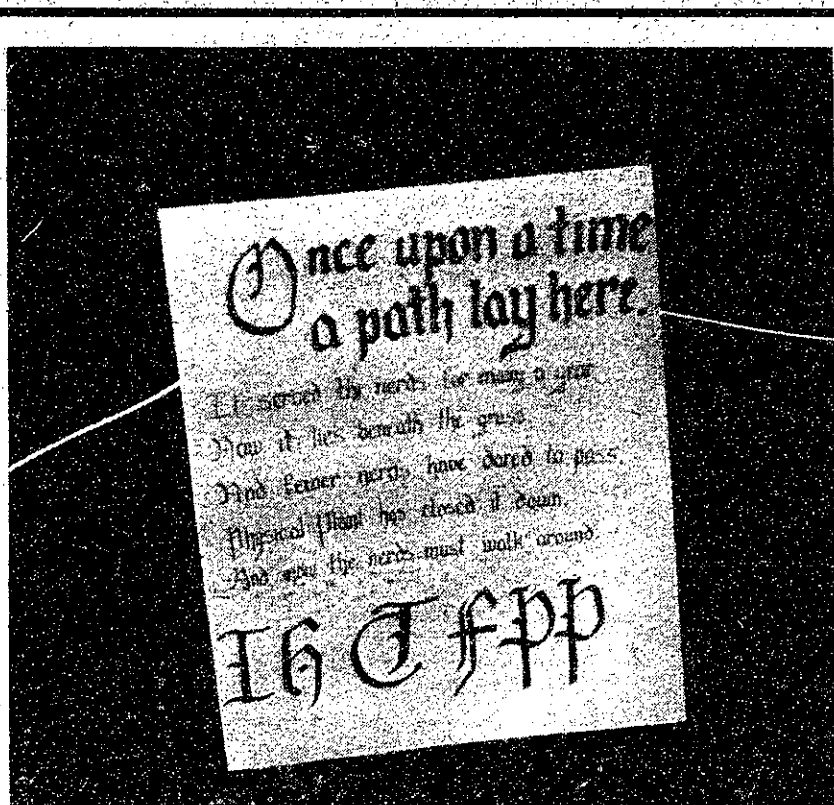 Once upon a time
a path lay here.
It served the nerds for many a year
Now it lies beneath the grass
And fewer nerds have dared to pass.
Physical Plant has closed it down,
And now the nerds must walk around
IHTFPP